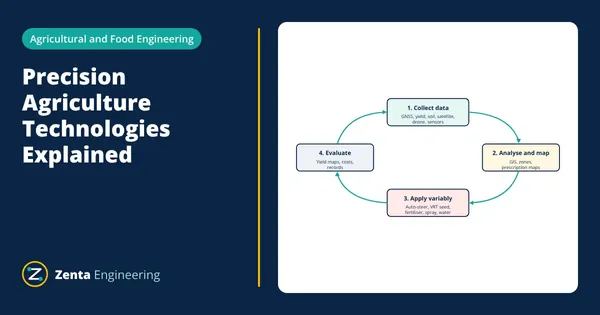 Agricultural and Food Engineering
Precision
Agriculture
Technologies
Explained
Zenta Engineering
1. Collect data
GNSS, yield, soil, satellite,
drone, sensors
2. Analyse and map
GIS, zones,
prescription maps
3. Apply variably
Auto-steer, VRT seed,
fertiliser, spray, water
4. Evaluate
Yield maps, costs,
records